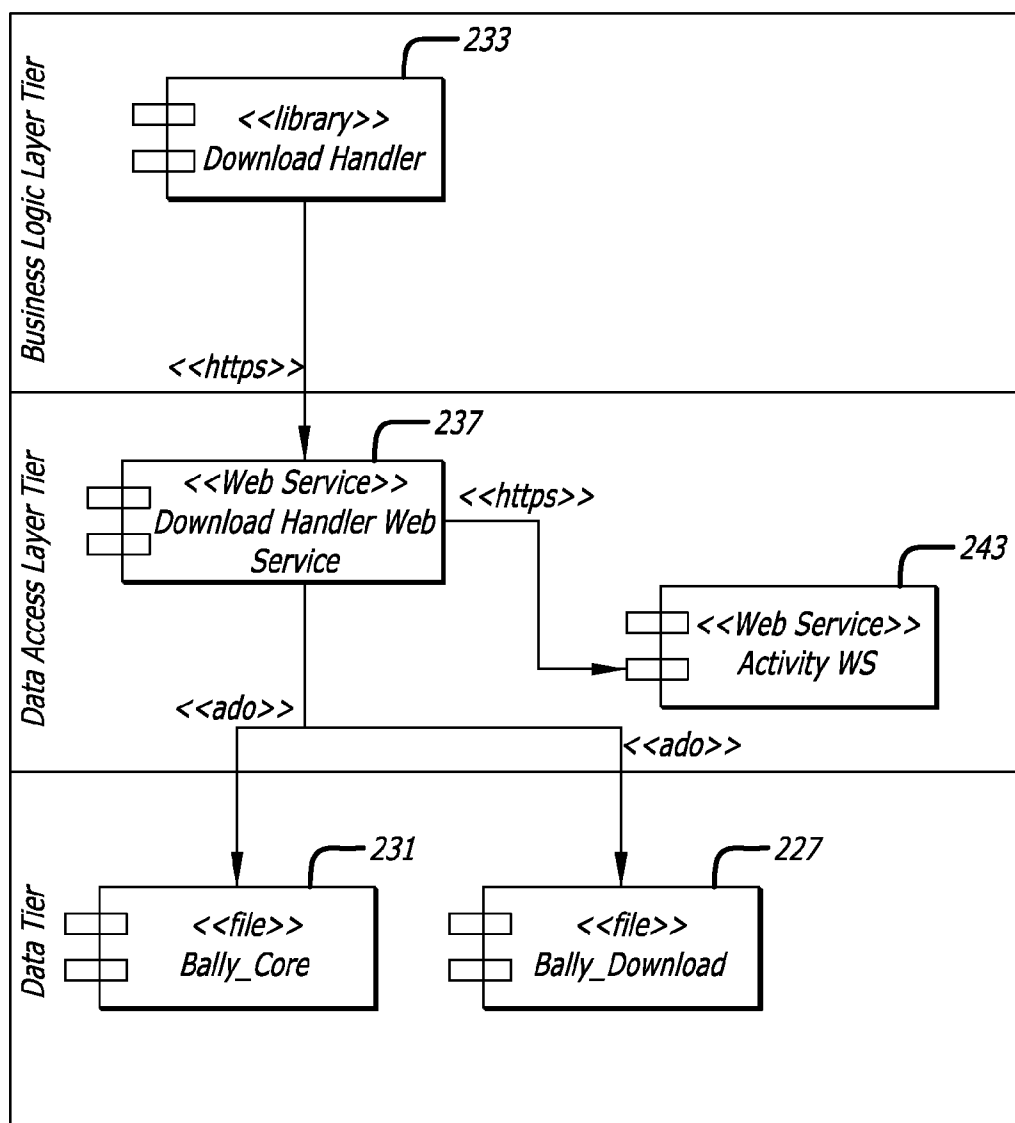 Business Logic Layer Tier
233
<<library>>
Download Handler
<<https>>
Data Access Layer Tier
237
<<Web Service>>
Download Handler Web
Service
<<https>>
243
<<Web Service>>
Activity WS
<<ado>>
<<ado>>
Data Tier
231
<<file>>
Bally_Core
227
<<file>>
Bally_Download